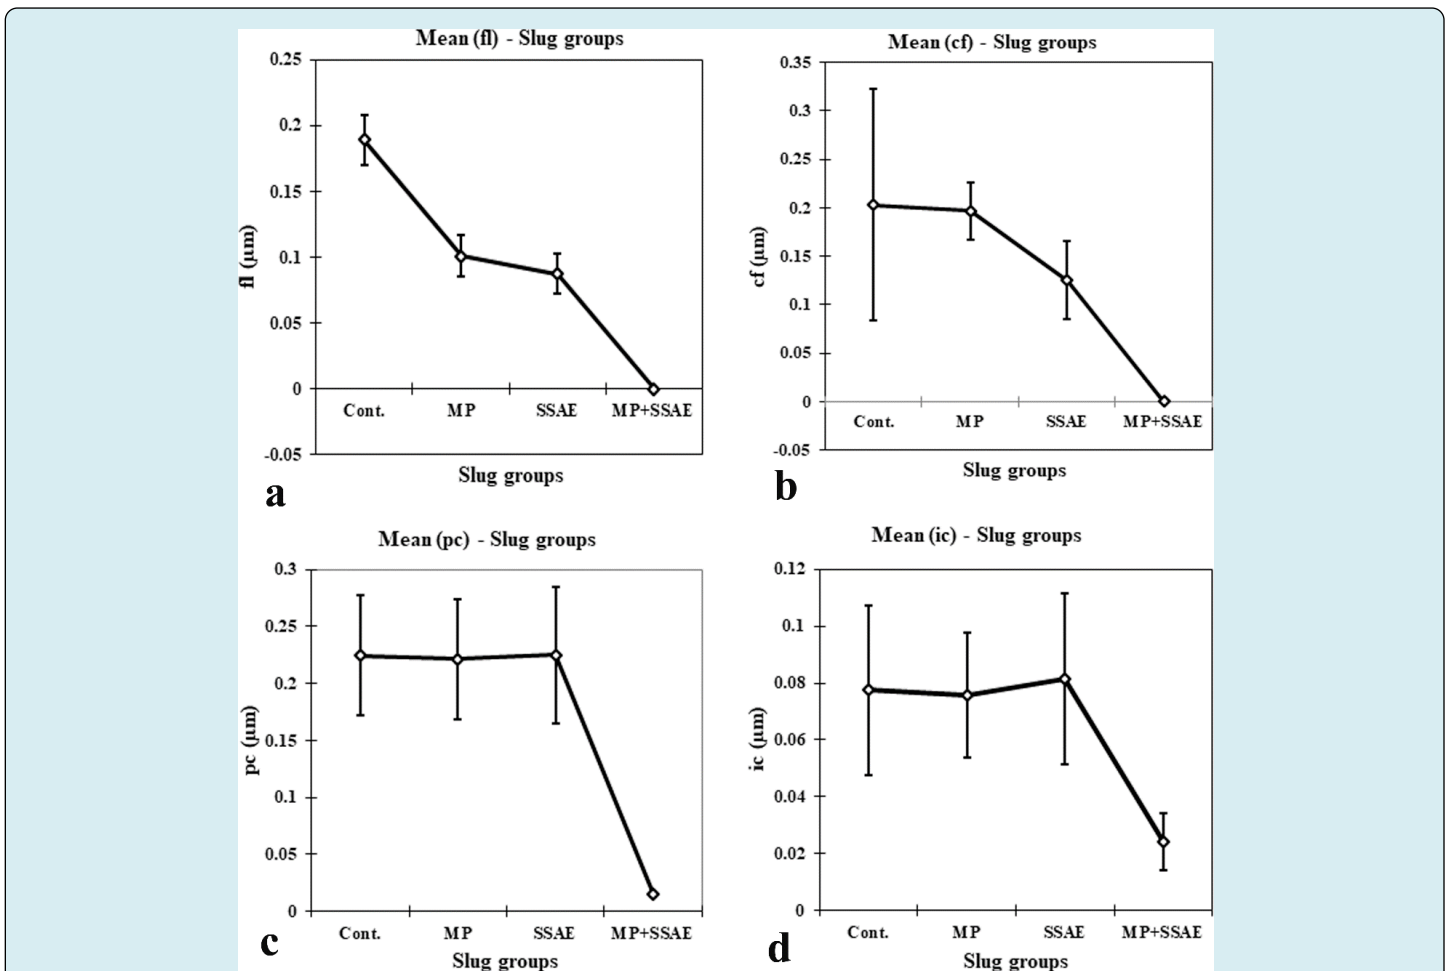 Mean (fl) - Slug groups
0.25
0.2
0.15
0.1
0.05
0
-0.05
fl (μm)
Cont. MP SSAE MP+SSAE
Slug groups
a
Mean (cf) - Slug groups
0.35
0.3
0.25
0.2
0.15
0.1
0.05
0
-0.05
cf (μm)
Cont. MP SSAE MP+SSAE
Slug groups
b
Mean (pc) - Slug groups
0.3
0.25
0.2
0.15
0.1
0.05
0
pc (μm)
Cont. MP SSAE MP+SSAE
Slug groups
c
Mean (ic) - Slug groups
0.12
0.1
0.08
0.06
0.04
0.02
0
ic (μm)
Cont. MP SSAE MP+SSAE
Slug groups
d